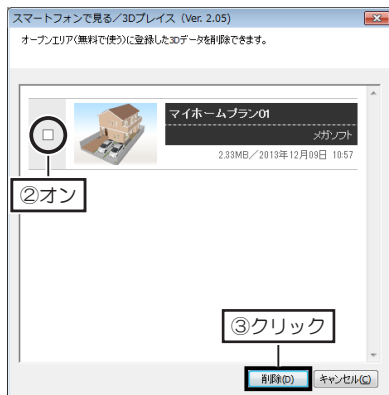 スマートフォンで見る／3Dプレイス (Ver. 2.05)
オープンエリア(無料で使う)に登録した3Dデータを削除できます。
マイホームプラン01
メガソフト
2.33MB／2013年12月09日 10:57
②オン
③クリック
削除(D) キャンセル(C)